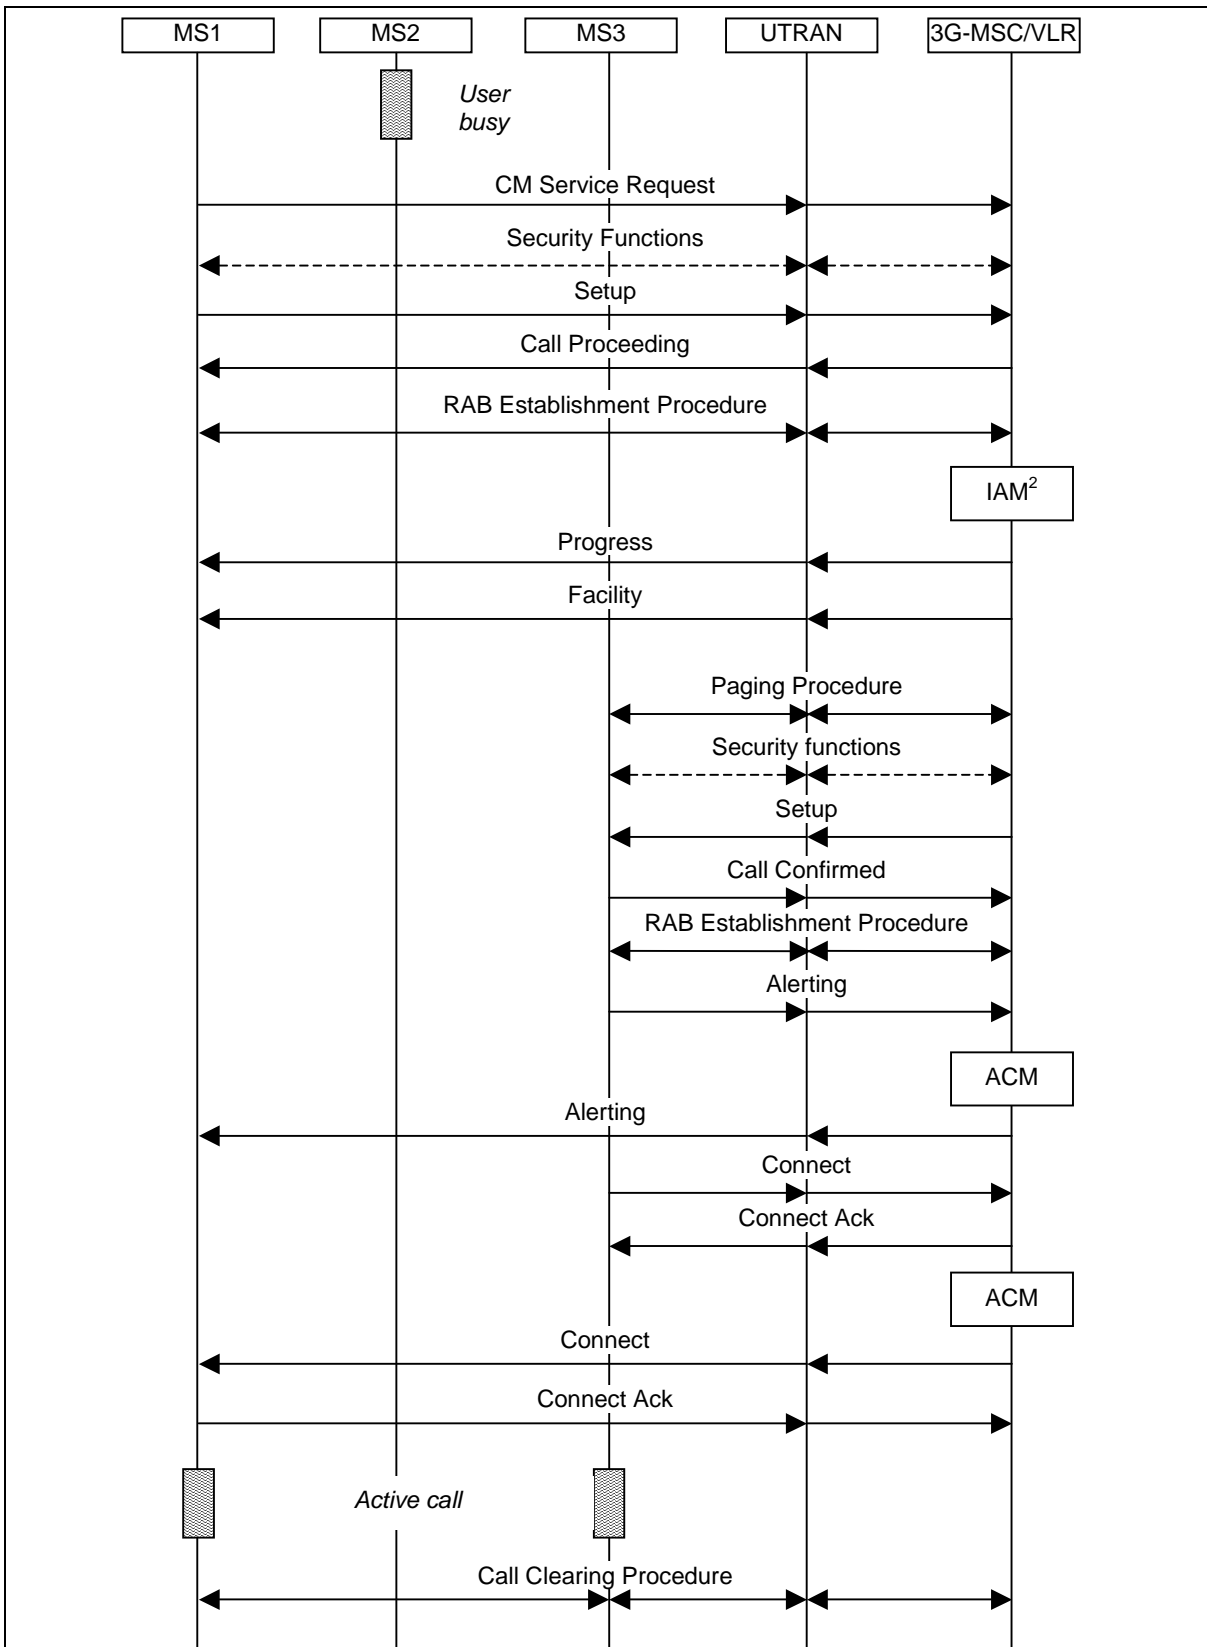 MS1
MS2
MS3
UTRAN
3G-MSC/VLR
User
busy
CM Service Request
Security Functions
Setup
Call Proceeding
RAB Establishment Procedure
IAM²
Progress
Facility
Paging Procedure
Security functions
Setup
Call Confirmed
RAB Establishment Procedure
Alerting
ACM
Alerting
Connect
Connect Ack
ACM
Connect
Connect Ack
Active call
Call Clearing Procedure